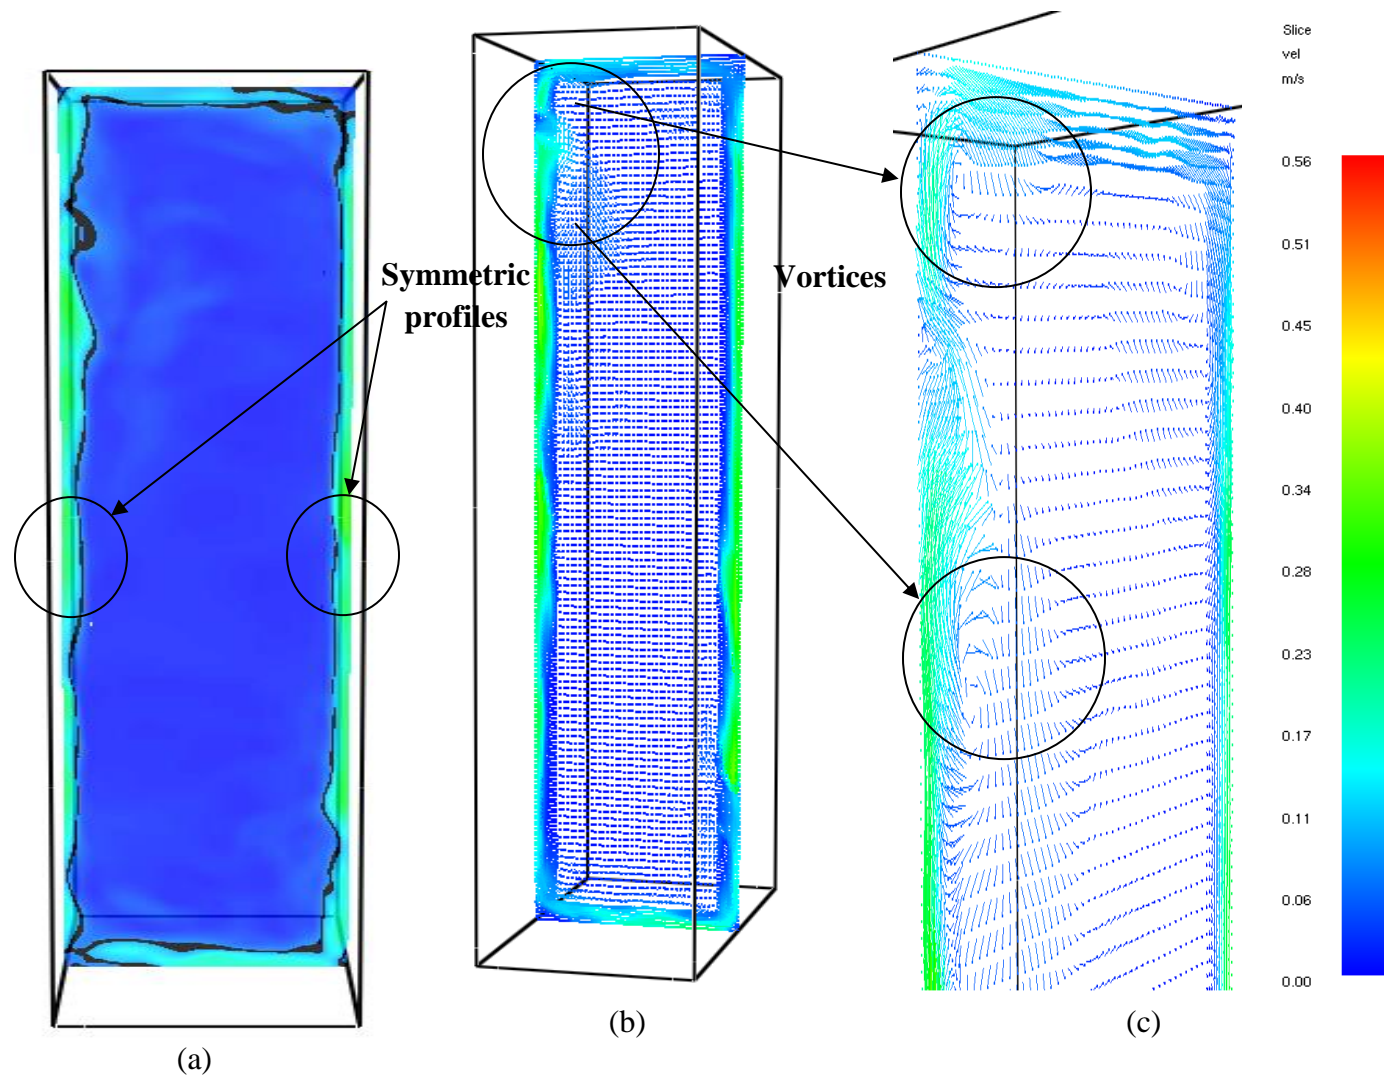 Slice
vel
m/s
0.56
0.51
0.45
0.40
0.34
0.28
0.23
0.17
0.11
0.06
0.00
Symmetric
profiles
Vortices
(a)
(b)
(c)